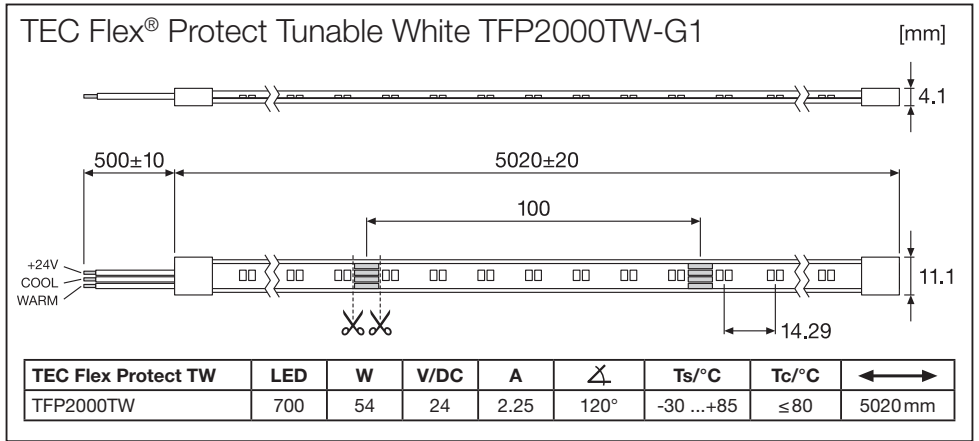 TEC Flex® Protect Tunable White TFP2000TW-G1 [mm]
4.1
500±10 5020±20
100
+24V
COOL
WARM
11.1
14.29
TEC Flex Protect TW LED W V/DC A ∡ Ts/°C Tc/°C ↔
TFP2000TW 700 54 24 2.25 120° -30 ...+85 ≤80 5020mm